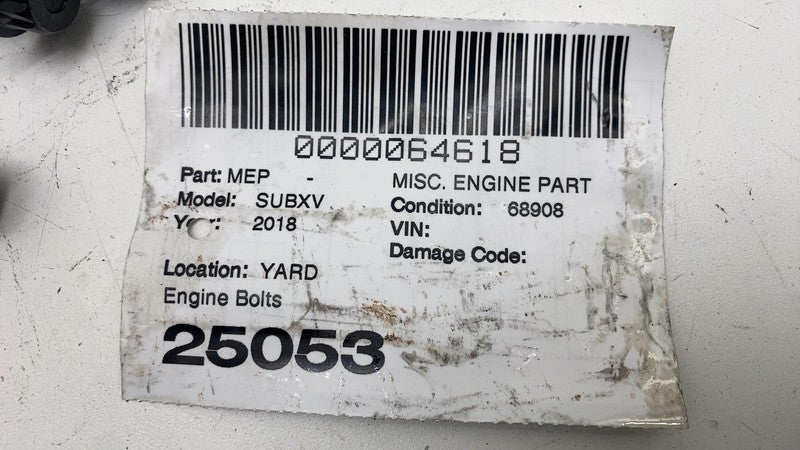 0000064618
Part: MEP - MISC. ENGINE PART
Model: SUBXV Condition: 68908
Year: 2018 VIN:
Damage Code:
Location: YARD
Engine Bolts
25053